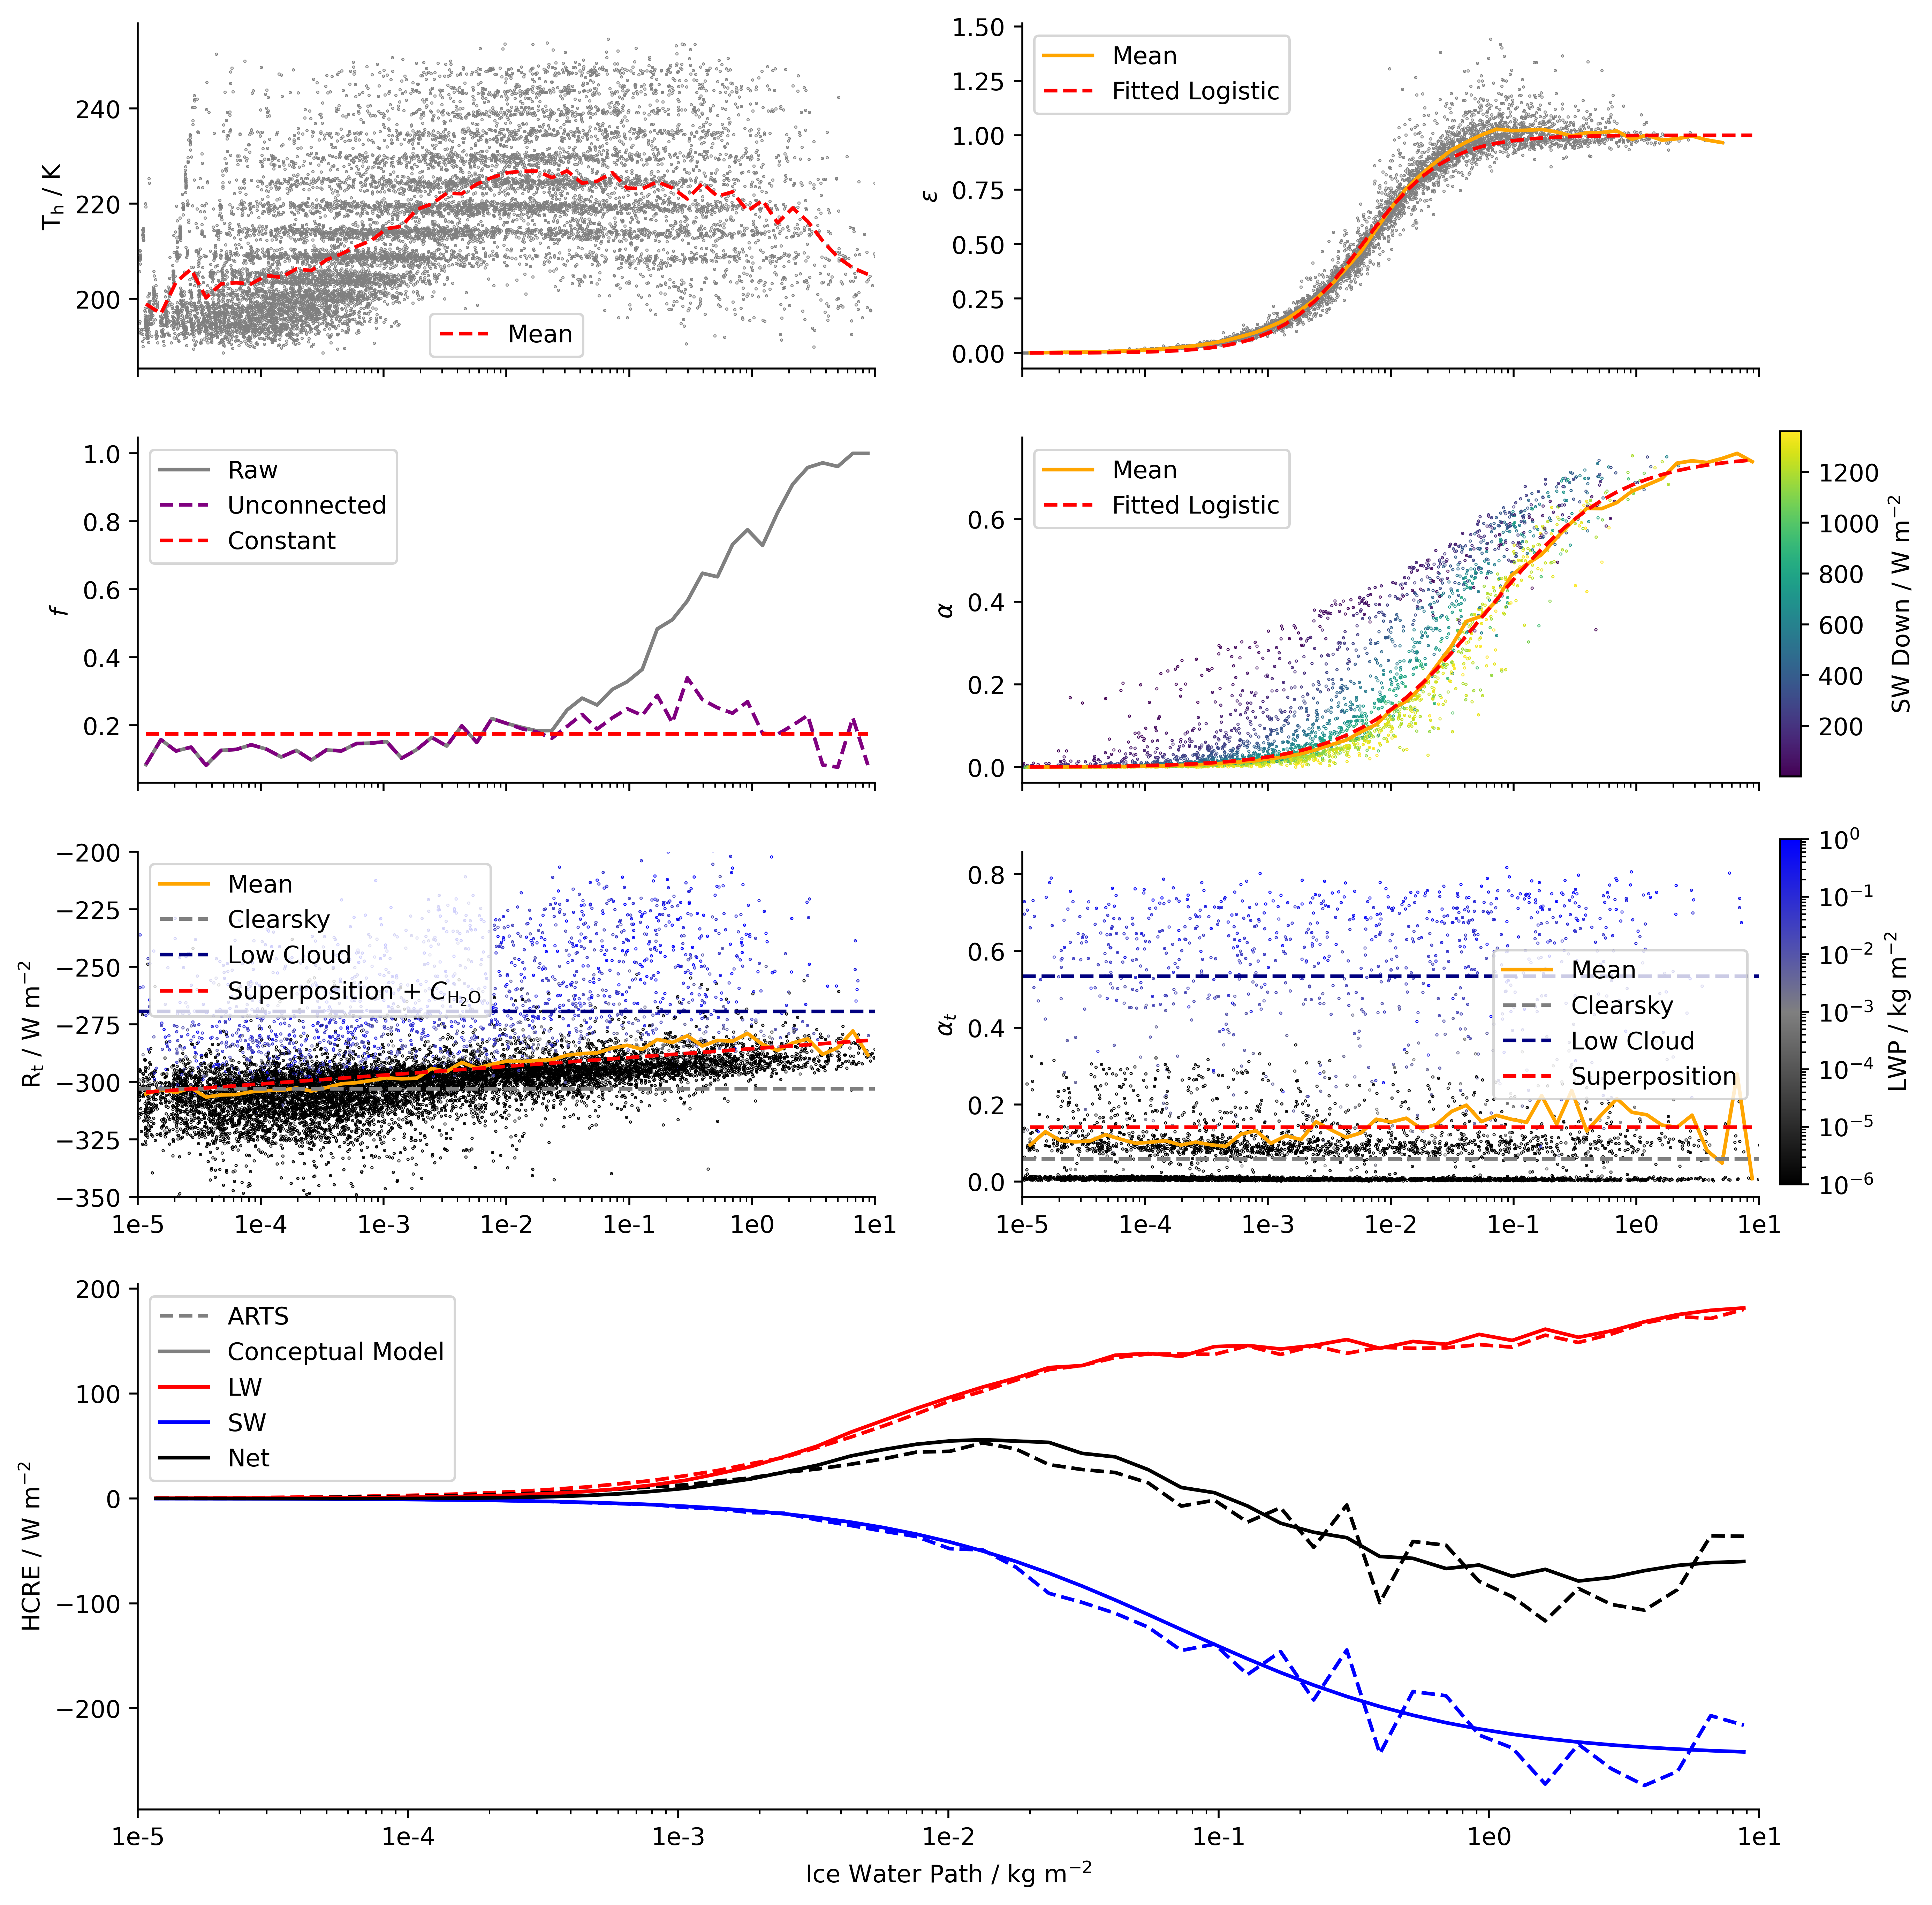 T_h / K
240
220
200
Mean
ε
1.50
1.25
1.00
0.75
0.50
0.25
0.00
Mean
Fitted Logistic
f
1.0
0.8
0.6
0.4
0.2
Raw
Unconnected
Constant
α
0.6
0.4
0.2
0.0
Mean
Fitted Logistic
1200
1000
800
600
400
200
SW Down / W m⁻²
R_t / W m⁻²
−200
−225
−250
−275
−300
−325
−350
Mean
Clearsky
Low Cloud
Superposition + C_H₂O
1e-5 1e-4 1e-3 1e-2 1e-1 1e0 1e1
α_t
0.8
0.6
0.4
0.2
0.0
Mean
Clearsky
Low Cloud
Superposition
1e-5 1e-4 1e-3 1e-2 1e-1 1e0 1e1
10⁰
10⁻¹
10⁻²
10⁻³
10⁻⁴
10⁻⁵
10⁻⁶
LWP / kg m⁻²
HCRE / W m⁻²
200
100
0
−100
−200
ARTS
Conceptual Model
LW
SW
Net
1e-5 1e-4 1e-3 1e-2 1e-1 1e0 1e1
Ice Water Path / kg m⁻²